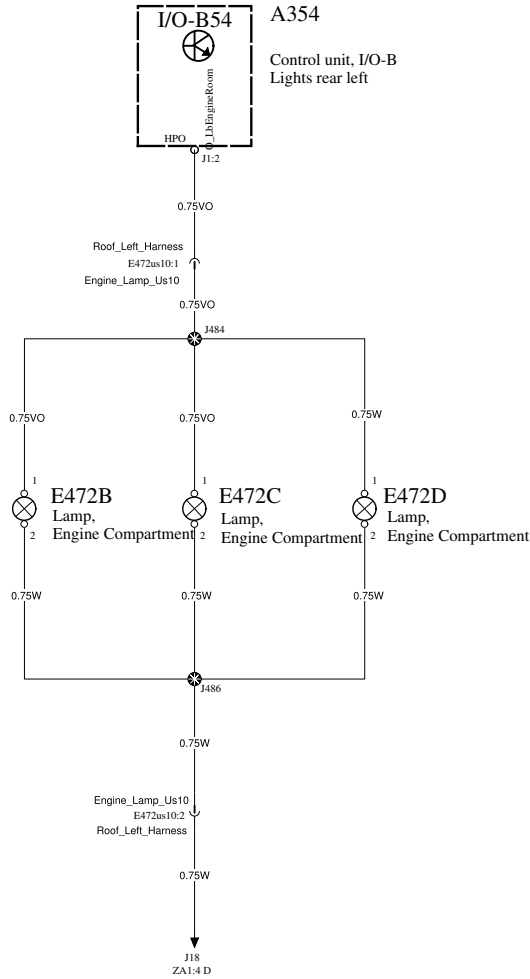 I/O-B54
A354
Control unit, I/O-B
Lights rear left
O_LbEngineRoom
HPO
J1:2
0.75VO
Roof_Left_Harness
E472us10:1
Engine_Lamp_Us10
0.75VO
J484
0.75VO
0.75VO
0.75W
1
1
1
E472B
Lamp,
Engine Compartment
E472C
Lamp,
Engine Compartment
E472D
Lamp,
Engine Compartment
2
2
2
0.75W
0.75W
0.75W
J486
0.75W
Engine_Lamp_Us10
E472us10:2
Roof_Left_Harness
0.75W
J18
ZA1:4 D